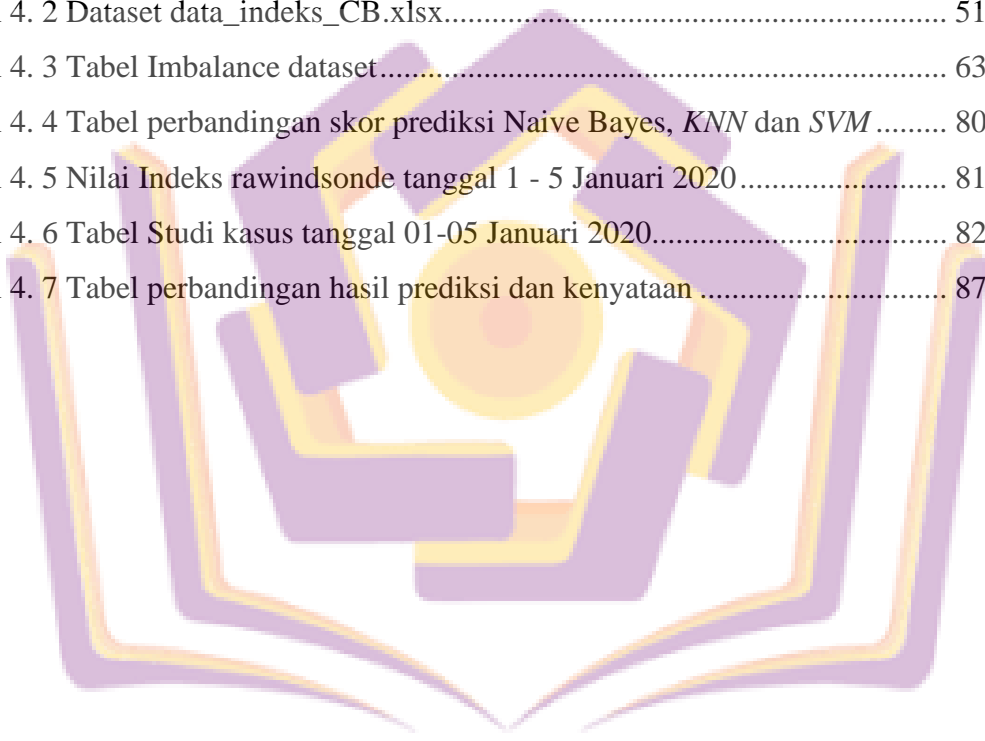 4. 2 Dataset data_indeks_CB.xlsx.......................................................................... 51
4. 3 Tabel Imbalance dataset..................................................................................... 63
4. 4 Tabel perbandingan skor prediksi Naive Bayes, KNN dan SVM ......... 80
4. 5 Nilai Indeks rawindsonde tanggal 1 - 5 Januari 2020............................... 81
4. 6 Tabel Studi kasus tanggal 01-05 Januari 2020........................................... 82
4. 7 Tabel perbandingan hasil prediksi dan kenyataan .................................... 87